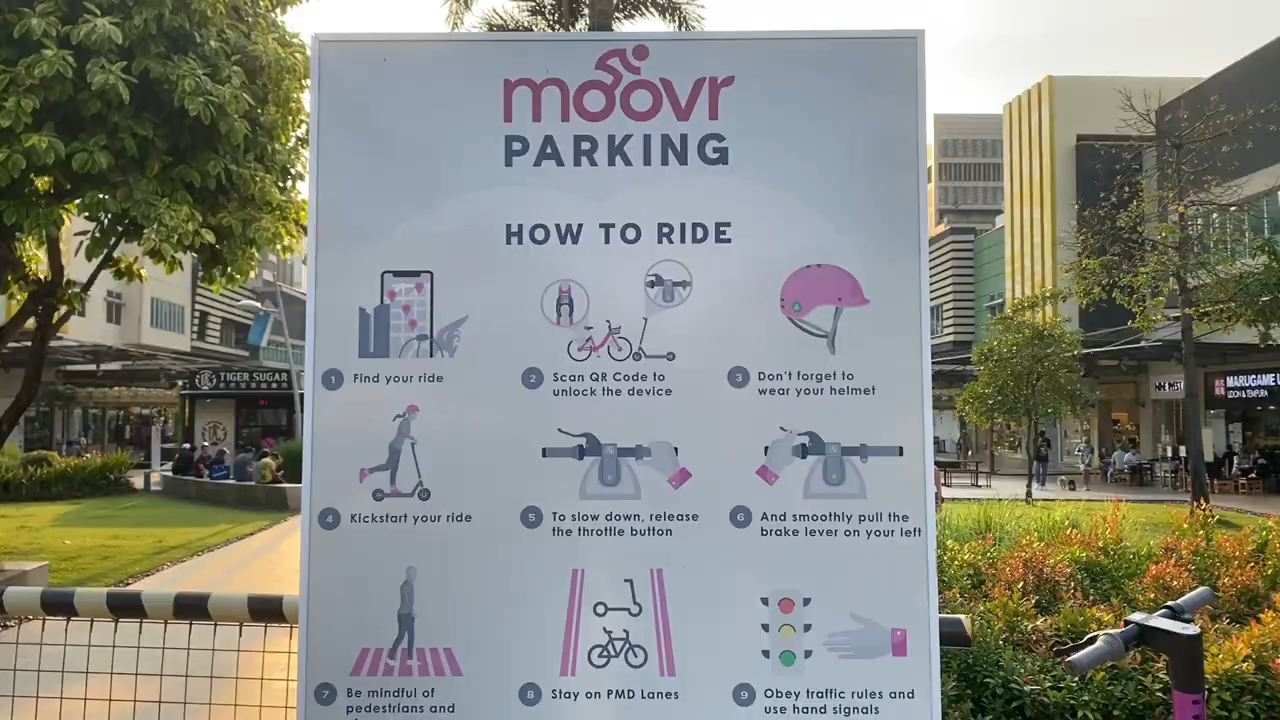 moovr
PARKING
HOW TO RIDE
1 Find your ride
2 Scan QR Code to
unlock the device
3 Don't forget to
wear your helmet
4 Kickstart your ride
5 To slow down, release
the throttle button
6 And smoothly pull the
brake lever on your left
7 Be mindful of
pedestrians and
8 Stay on PMD Lanes
9 Obey traffic rules and
use hand signals
TIGER SUGAR
NINE WEST
MARUGAME
UDON & TEMPURA